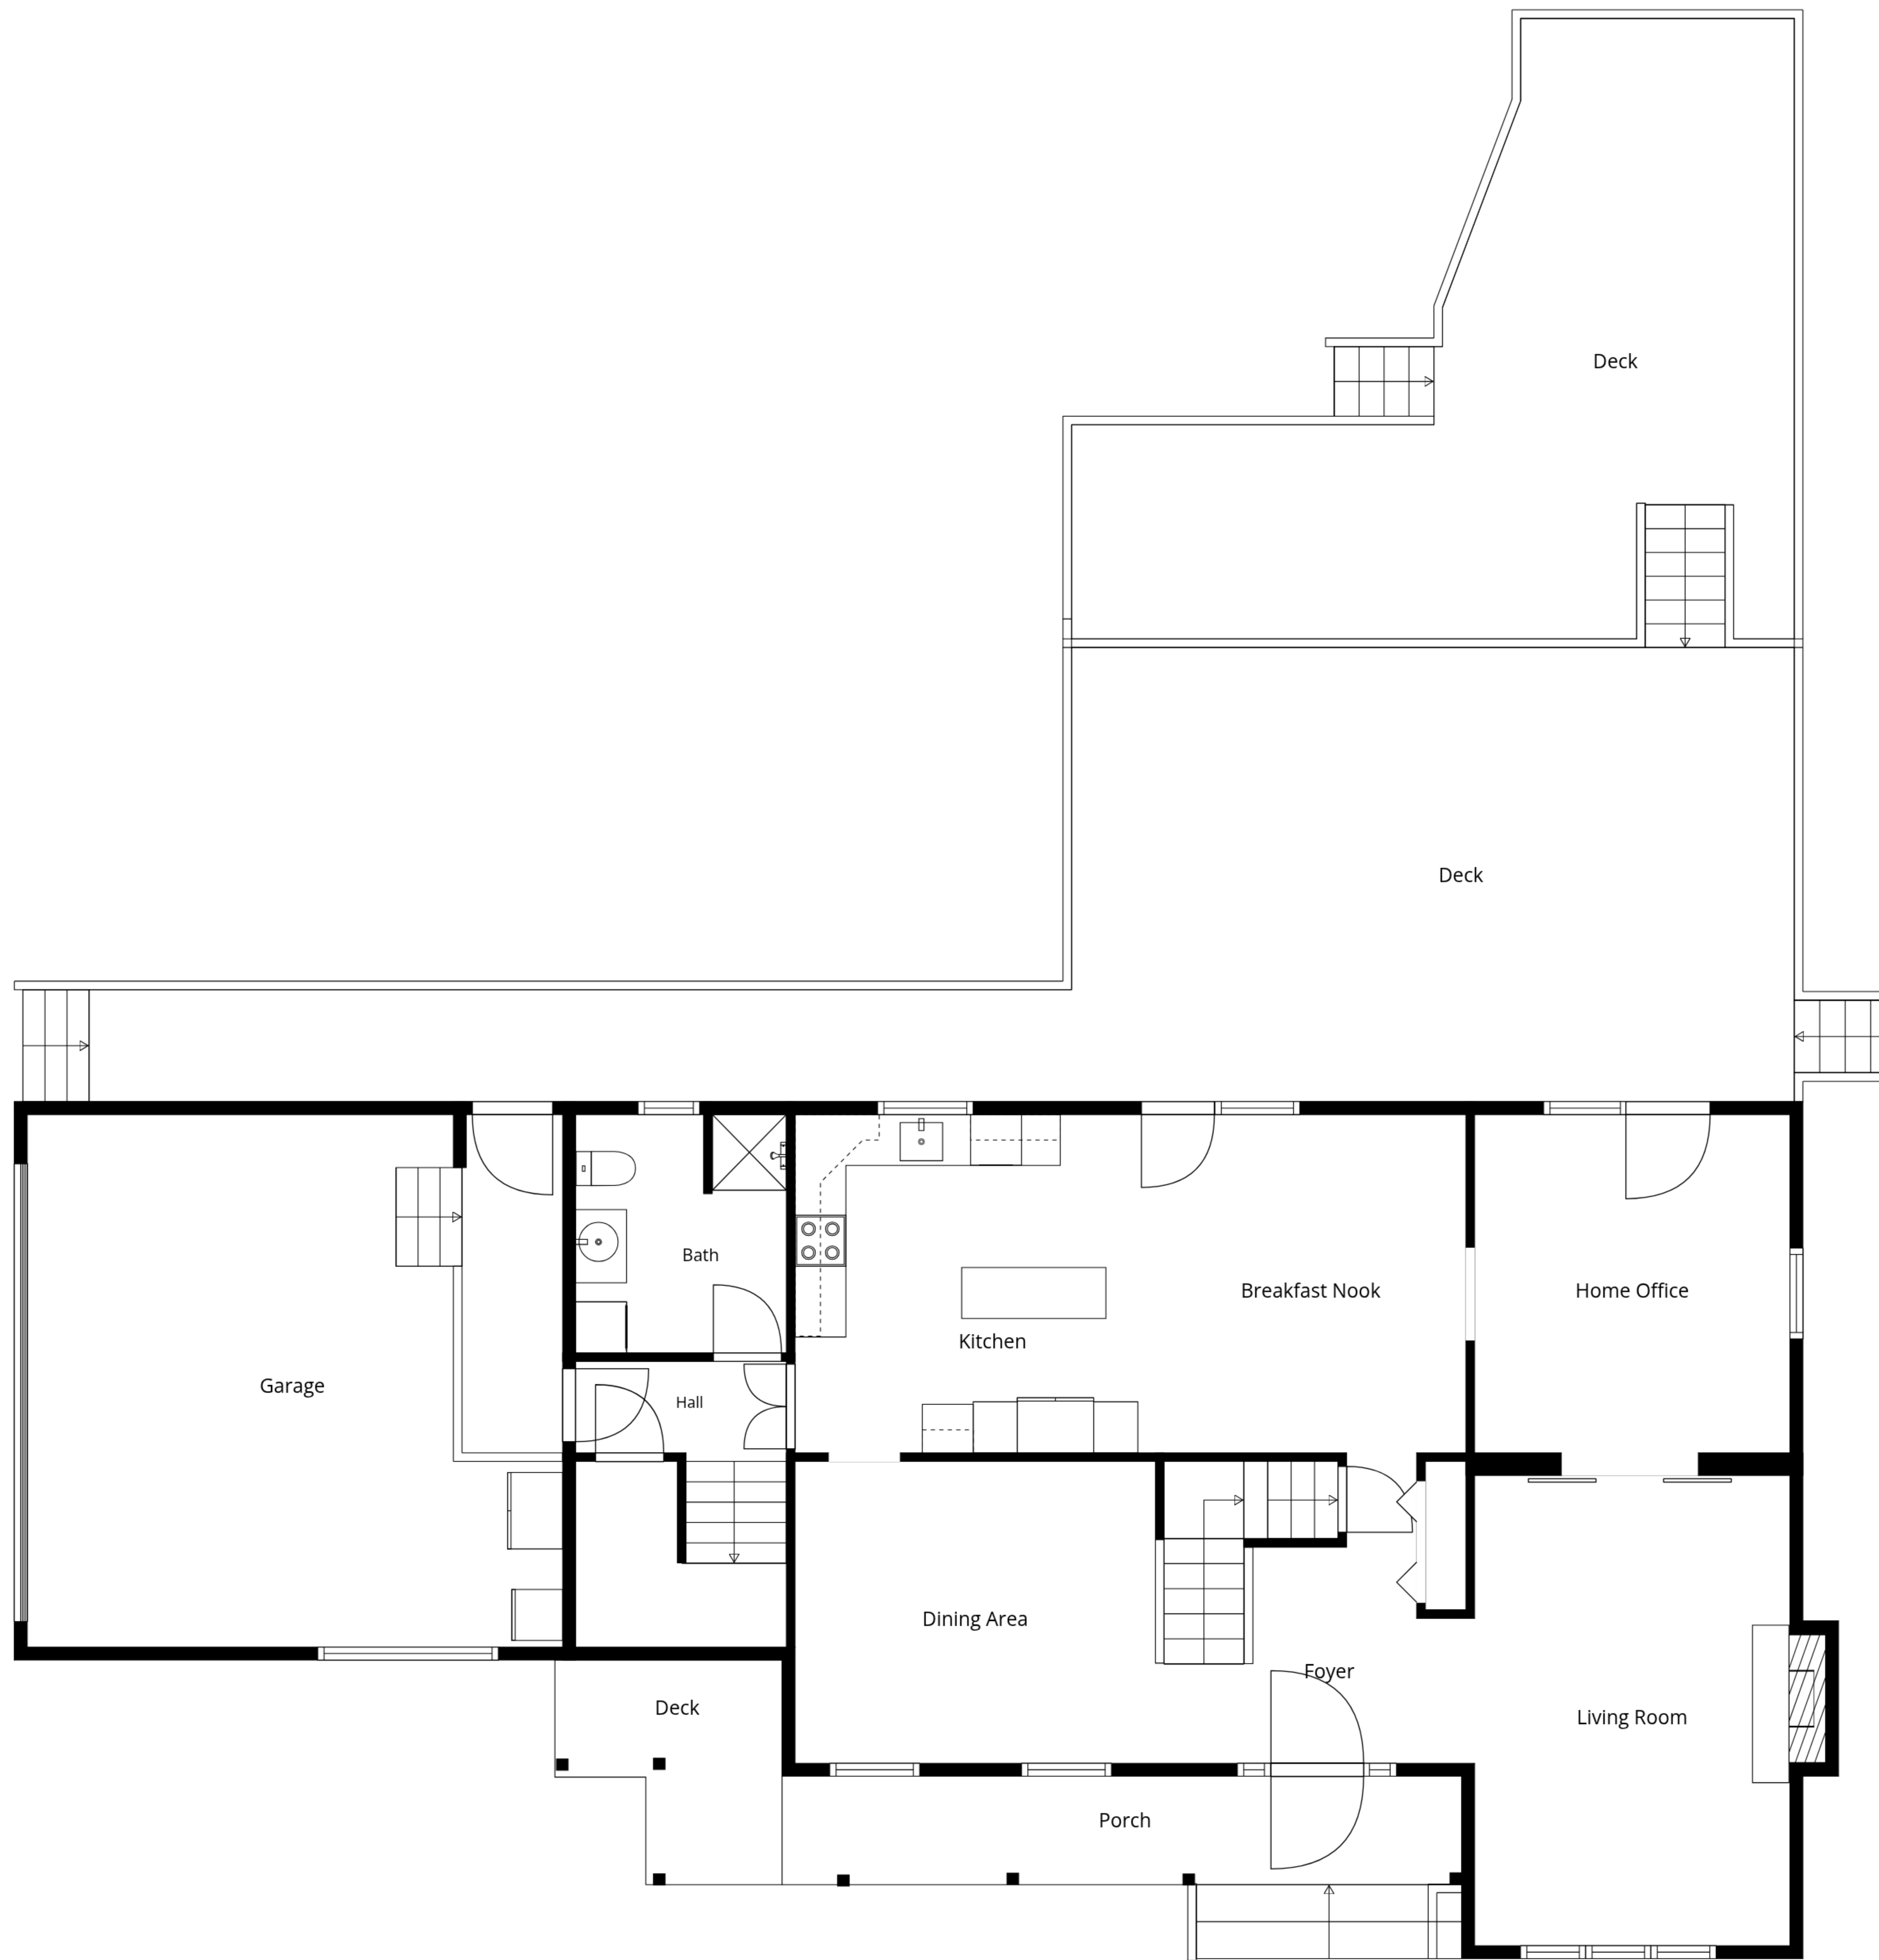 Deck
Deck
Bath
Breakfast Nook
Home Office
Kitchen
Garage
Hall
Dining Area
Foyer
Deck
Living Room
Porch